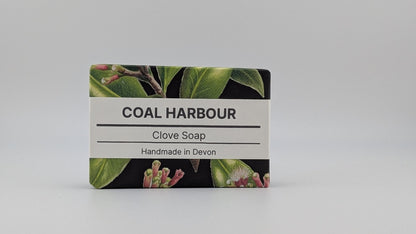 COAL HARBOUR
Clove Soap
Handmade in Devon